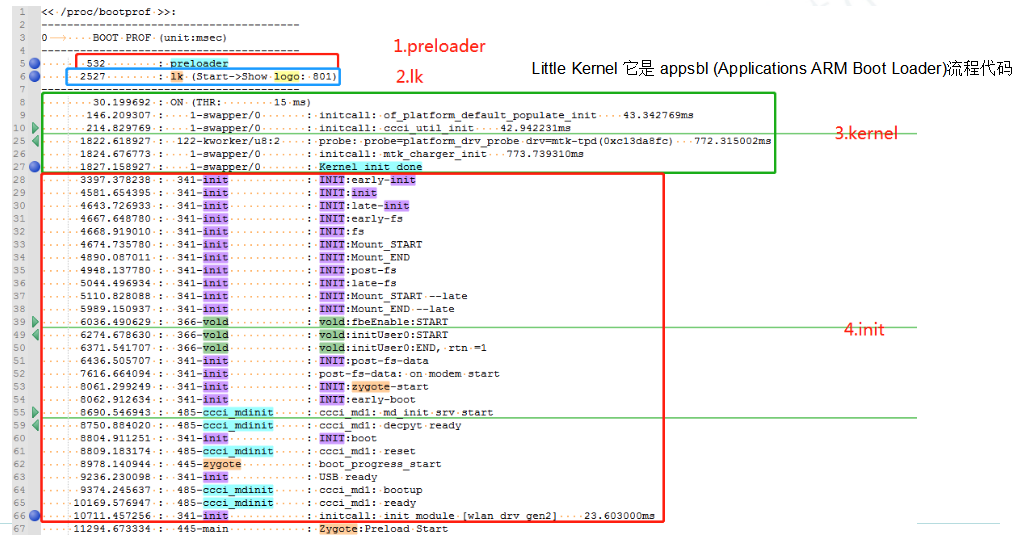 1 << /proc/bootprof >>:
2 ----------------------------------------
3 0 BOOT PROF (unit:msec)
4 ----------------------------------------
1.preloader
5 532 : preloader
6 2527 : lk (Start->Show logo: 801)
2.lk
Little Kernel 它是 appsbl (Applications ARM Boot Loader)流程代码
7 ----------------------------------------
8 30.199692 : ON (THR: 15 ms)
9 146.209307 : 1-swapper/0 : initcall: of_platform_default_populate_init 43.342769ms
10 214.829769 : 1-swapper/0 : initcall: ccci_util_init 42.942231ms
3.kernel
25 1822.618927 : 122-kworker/u8:2 : probe: probe=platform_drv_probe drv=mtk-tpd(0xc13da8fc) 772.315002ms
26 1824.676773 : 1-swapper/0 : initcall: mtk_charger_init 773.739310ms
27 1827.158927 : 1-swapper/0 : Kernel_init_done
28 3397.378238 : 341-init : INIT:early-init
29 4581.654395 : 341-init : INIT:init
30 4643.726933 : 341-init : INIT:late-init
31 4667.648780 : 341-init : INIT:early-fs
32 4668.919010 : 341-init : INIT:fs
33 4674.735780 : 341-init : INIT:Mount_START
34 4890.087011 : 341-init : INIT:Mount_END
35 4948.137780 : 341-init : INIT:post-fs
36 5044.496934 : 341-init : INIT:late-fs
37 5110.828088 : 341-init : INIT:Mount_START --late
38 5989.150937 : 341-init : INIT:Mount_END --late
39 6036.490629 : 366-vold : vold:fbeEnable:START
4.init
49 6274.678630 : 366-vold : vold:initUser0:START
50 6371.541707 : 366-vold : vold:initUser0:END, rtn =1
51 6436.505707 : 341-init : INIT:post-fs-data
52 7616.664094 : 341-init : post-fs-data: on modem start
53 8061.299249 : 341-init : INIT:zygote-start
54 8062.912634 : 341-init : INIT:early-boot
55 8690.546943 : 485-ccci_mdinit : ccci_md1: md_init srv start
59 8750.884020 : 485-ccci_mdinit : ccci_md1: decpyt ready
60 8804.911251 : 341-init : INIT:boot
61 8809.183174 : 485-ccci_mdinit : ccci_md1: reset
62 8978.140944 : 445-zygote : boot_progress_start
63 9236.230098 : 341-init : USB ready
64 9374.245637 : 485-ccci_mdinit : ccci_md1: bootup
65 10169.576947 : 485-ccci_mdinit : ccci_md1: ready
66 10711.457256 : 341-init : initcall: init_module [wlan_drv_gen2] 23.603000ms
67 11294.673334 : 445-main : Zygote:Preload Start